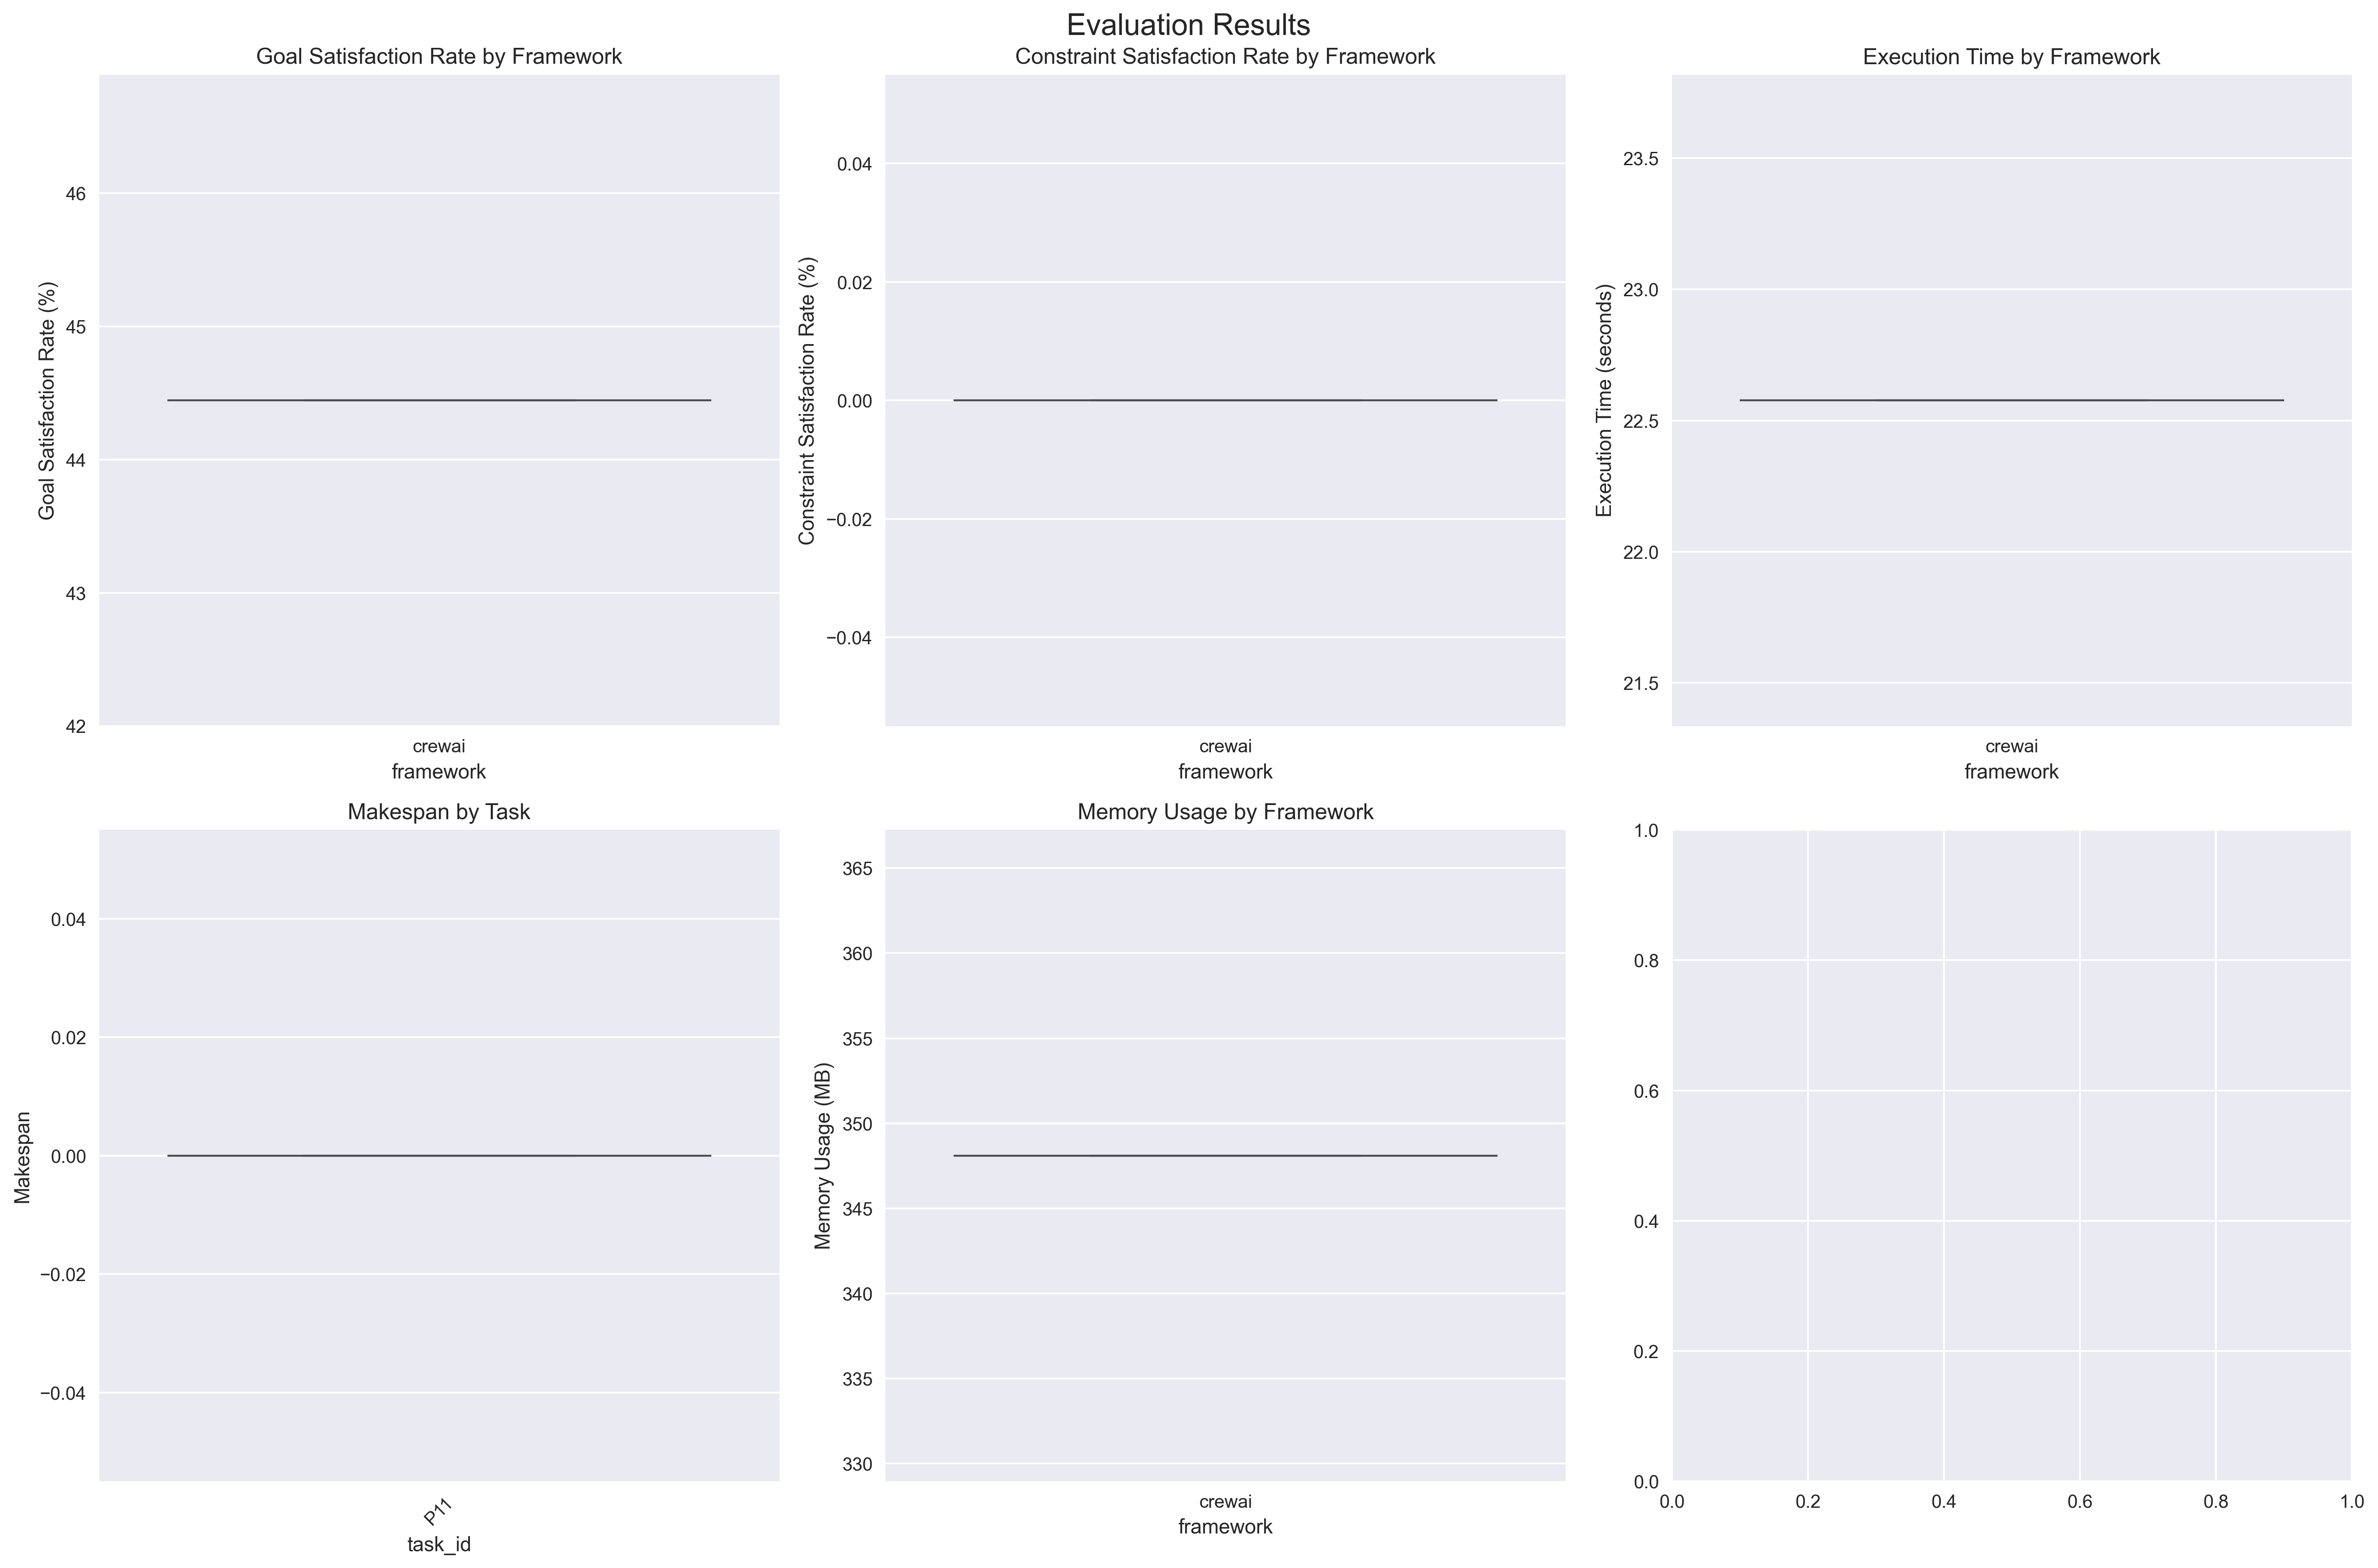 Evaluation Results
Goal Satisfaction Rate by Framework
Goal Satisfaction Rate (%)
46
45
44
43
42
crewai
framework
Constraint Satisfaction Rate by Framework
Constraint Satisfaction Rate (%)
0.04
0.02
0.00
−0.02
−0.04
crewai
framework
Execution Time by Framework
Execution Time (seconds)
23.5
23.0
22.5
22.0
21.5
crewai
framework
Makespan by Task
Makespan
0.04
0.02
0.00
−0.02
−0.04
P11
task_id
Memory Usage by Framework
Memory Usage (MB)
365
360
355
350
345
340
335
330
crewai
framework
1.0
0.8
0.6
0.4
0.2
0.0
0.0 0.2 0.4 0.6 0.8 1.0